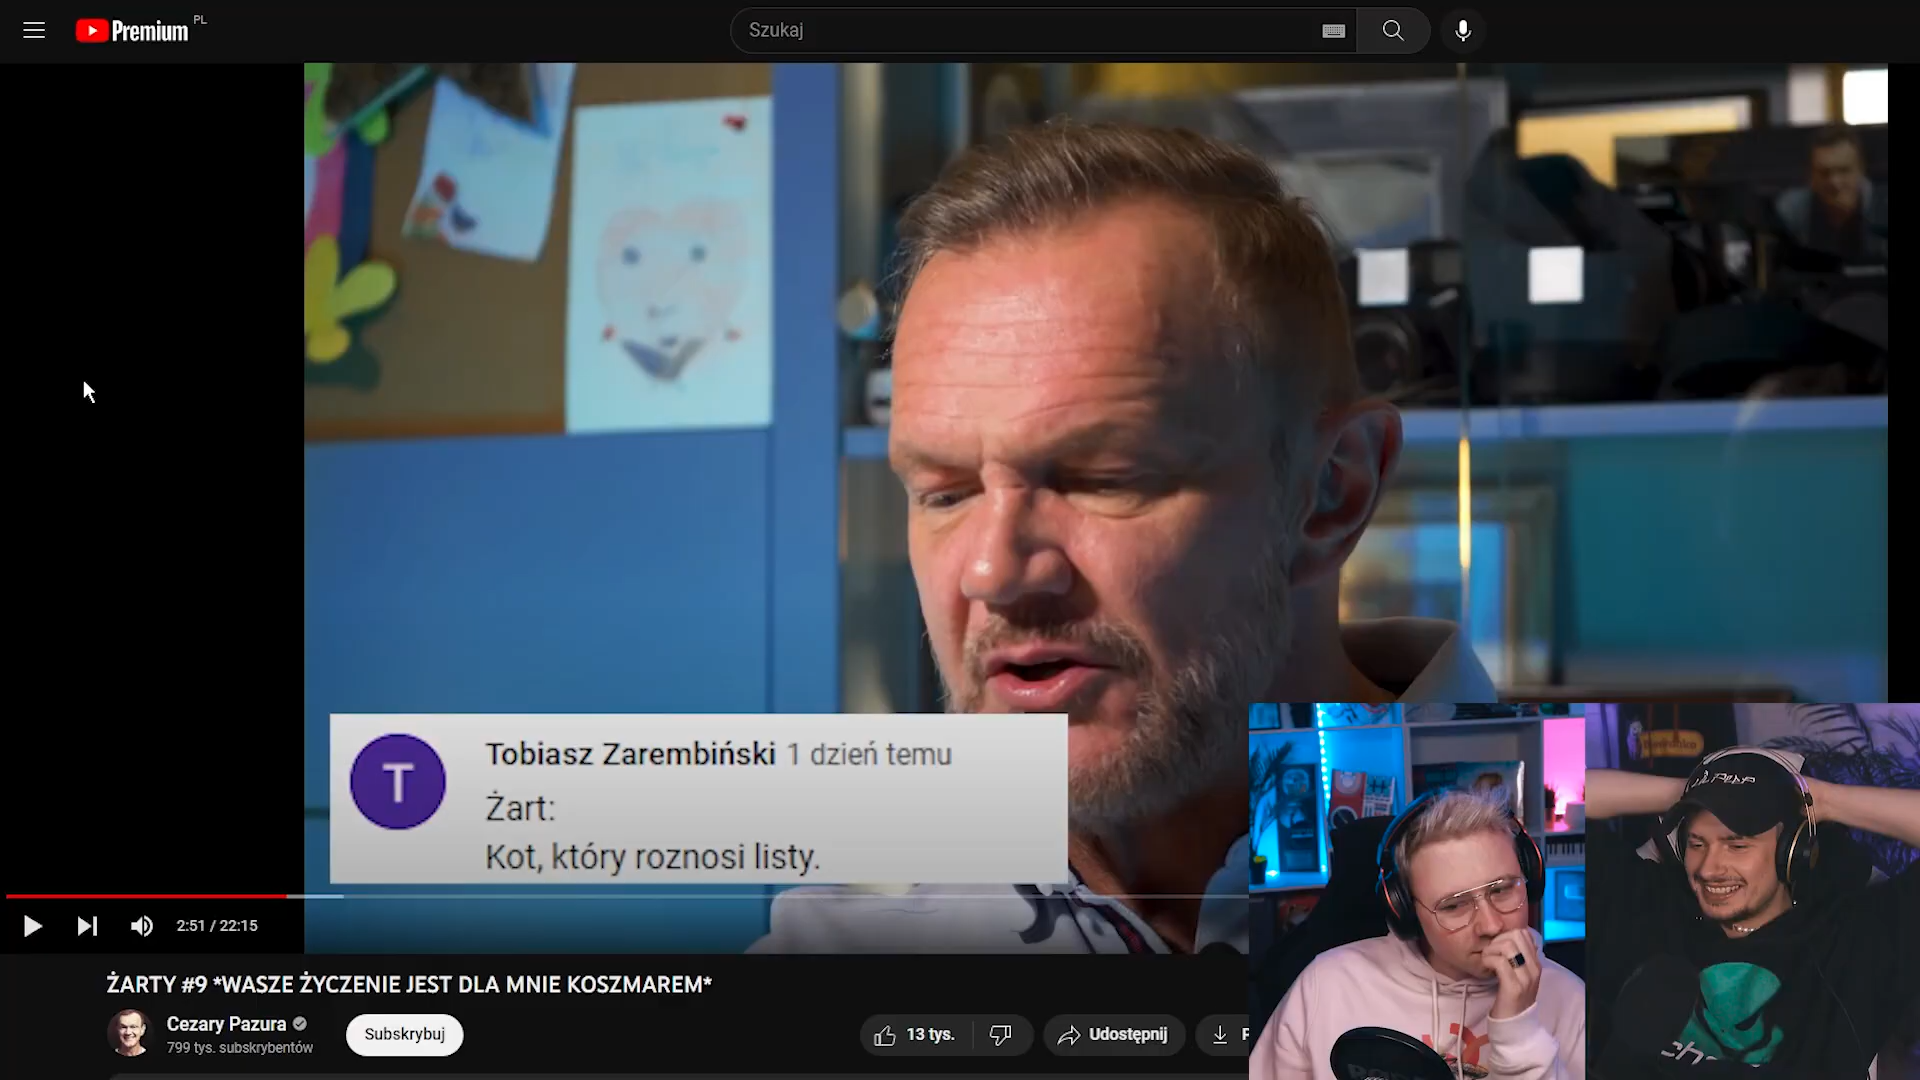 Premium PL
Szukaj
Tobiasz Zarembiński 1 dzień temu
Żart:
Kot, który roznosi listy.
2:51 / 22:15
ŻARTY #9 *WASZE ŻYCZENIE JEST DLA MNIE KOSZMAREM*
Cezary Pazura
799 tys. subskrybentów
Subskrybuj
13 tys.
Udostępnij
T